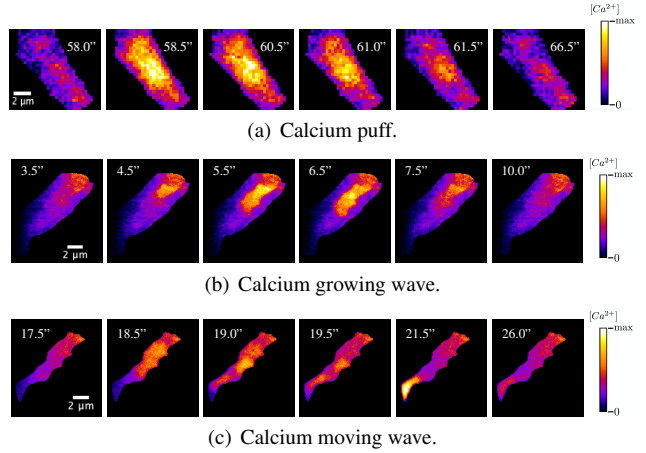 [Ca²⁺]
58.0” 58.5” 60.5” 61.0” 61.5” 66.5” max
2 μm 0
(a) Calcium puff.
[Ca²⁺]
3.5” 4.5” 5.5” 6.5” 7.5” 10.0” max
2 μm 0
(b) Calcium growing wave.
[Ca²⁺]
17.5” 18.5” 19.0” 19.5” 21.5” 26.0” max
2 μm 0
(c) Calcium moving wave.